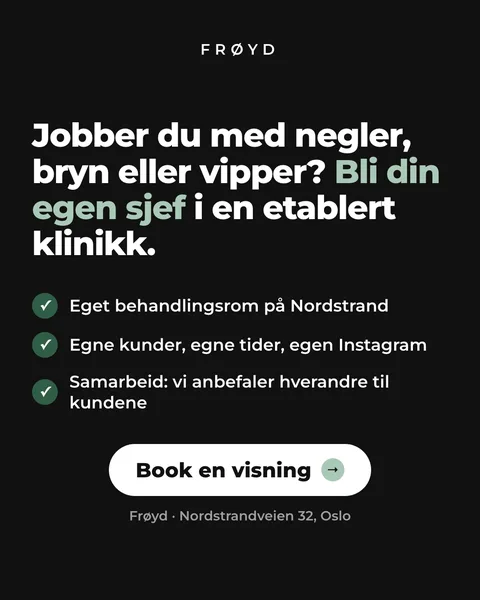 FRØYD
Jobber du med negler,
bryn eller vipper? Bli din
egen sjef i en etablert
klinikk.
✓ Eget behandlingsrom på Nordstrand
✓ Egne kunder, egne tider, egen Instagram
✓ Samarbeid: vi anbefaler hverandre til
kundene
Book en visning →
Frøyd · Nordstrandveien 32, Oslo